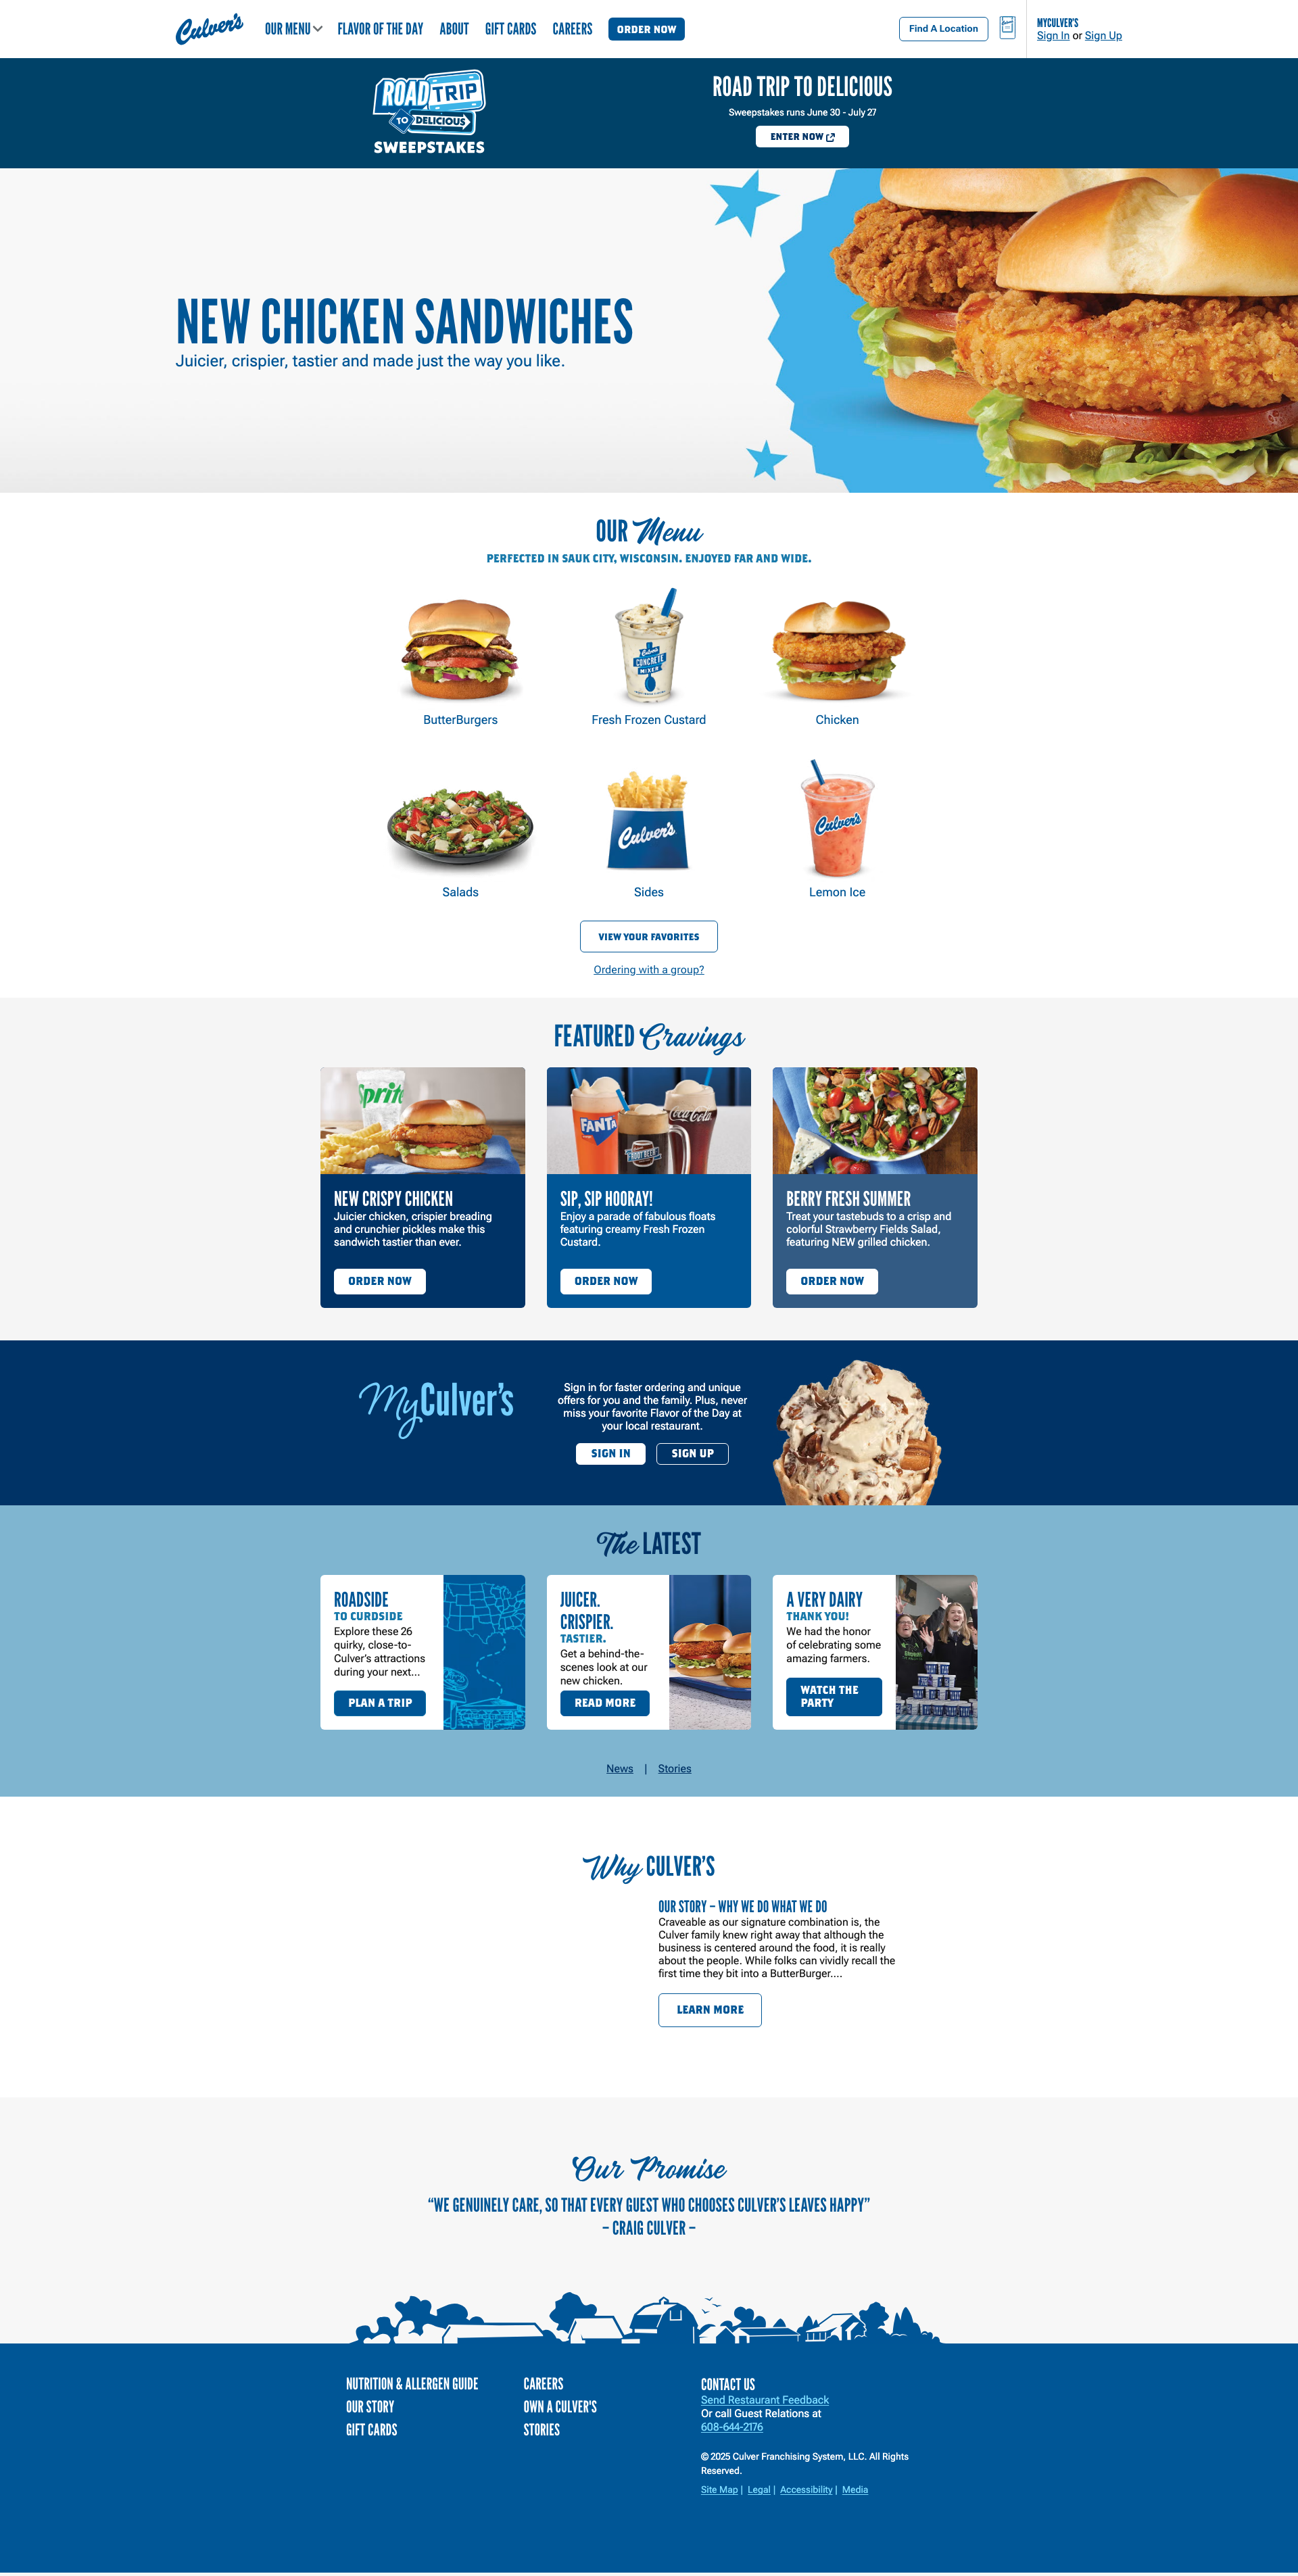 Culver's
OUR MENU
FLAVOR OF THE DAY
ABOUT
GIFT CARDS
CAREERS
ORDER NOW
Find A Location
MYCULVER'S
Sign In or Sign Up
ROAD TRIP
TO DELICIOUS
SWEEPSTAKES
ROAD TRIP TO DELICIOUS
Sweepstakes runs June 30 - July 27
ENTER NOW
NEW CHICKEN SANDWICHES
Juicier, crispier, tastier and made just the way you like.
OUR Menu
PERFECTED IN SAUK CITY, WISCONSIN. ENJOYED FAR AND WIDE.
Culver's
CONCRETE
MIXER
ButterBurgers
Fresh Frozen Custard
Chicken
Culver's
Culver's
Salads
Sides
Lemon Ice
VIEW YOUR FAVORITES
Ordering with a group?
FEATURED Cravings
Sprite
FANTA
ROOT BEER
Coca-Cola
NEW CRISPY CHICKEN
Juicier chicken, crispier breading
and crunchier pickles make this
sandwich tastier than ever.
ORDER NOW
SIP, SIP HOORAY!
Enjoy a parade of fabulous floats
featuring creamy Fresh Frozen
Custard.
ORDER NOW
BERRY FRESH SUMMER
Treat your tastebuds to a crisp and
colorful Strawberry Fields Salad,
featuring NEW grilled chicken.
ORDER NOW
MyCulver's
Sign in for faster ordering and unique
offers for you and the family. Plus, never
miss your favorite Flavor of the Day at
your local restaurant.
SIGN IN
SIGN UP
The LATEST
ROADSIDE
TO CURDSIDE
Explore these 26
quirky, close-to-
Culver's attractions
during your next...
PLAN A TRIP
JUICER.
CRISPIER.
TASTIER.
Get a behind-the-
scenes look at our
new chicken.
READ MORE
A VERY DAIRY
THANK YOU!
We had the honor
of celebrating some
amazing farmers.
WATCH THE
PARTY
News | Stories
Why CULVER'S
OUR STORY – WHY WE DO WHAT WE DO
Craveable as our signature combination is, the
Culver family knew right away that although the
business is centered around the food, it is really
about the people. While folks can vividly recall the
first time they bit into a ButterBurger....
LEARN MORE
Our Promise
“WE GENUINELY CARE, SO THAT EVERY GUEST WHO CHOOSES CULVER'S LEAVES HAPPY”
– CRAIG CULVER –
NUTRITION & ALLERGEN GUIDE
OUR STORY
GIFT CARDS
CAREERS
OWN A CULVER'S
STORIES
CONTACT US
Send Restaurant Feedback
Or call Guest Relations at
608-644-2176
© 2025 Culver Franchising System, LLC. All Rights
Reserved.
Site Map | Legal | Accessibility | Media